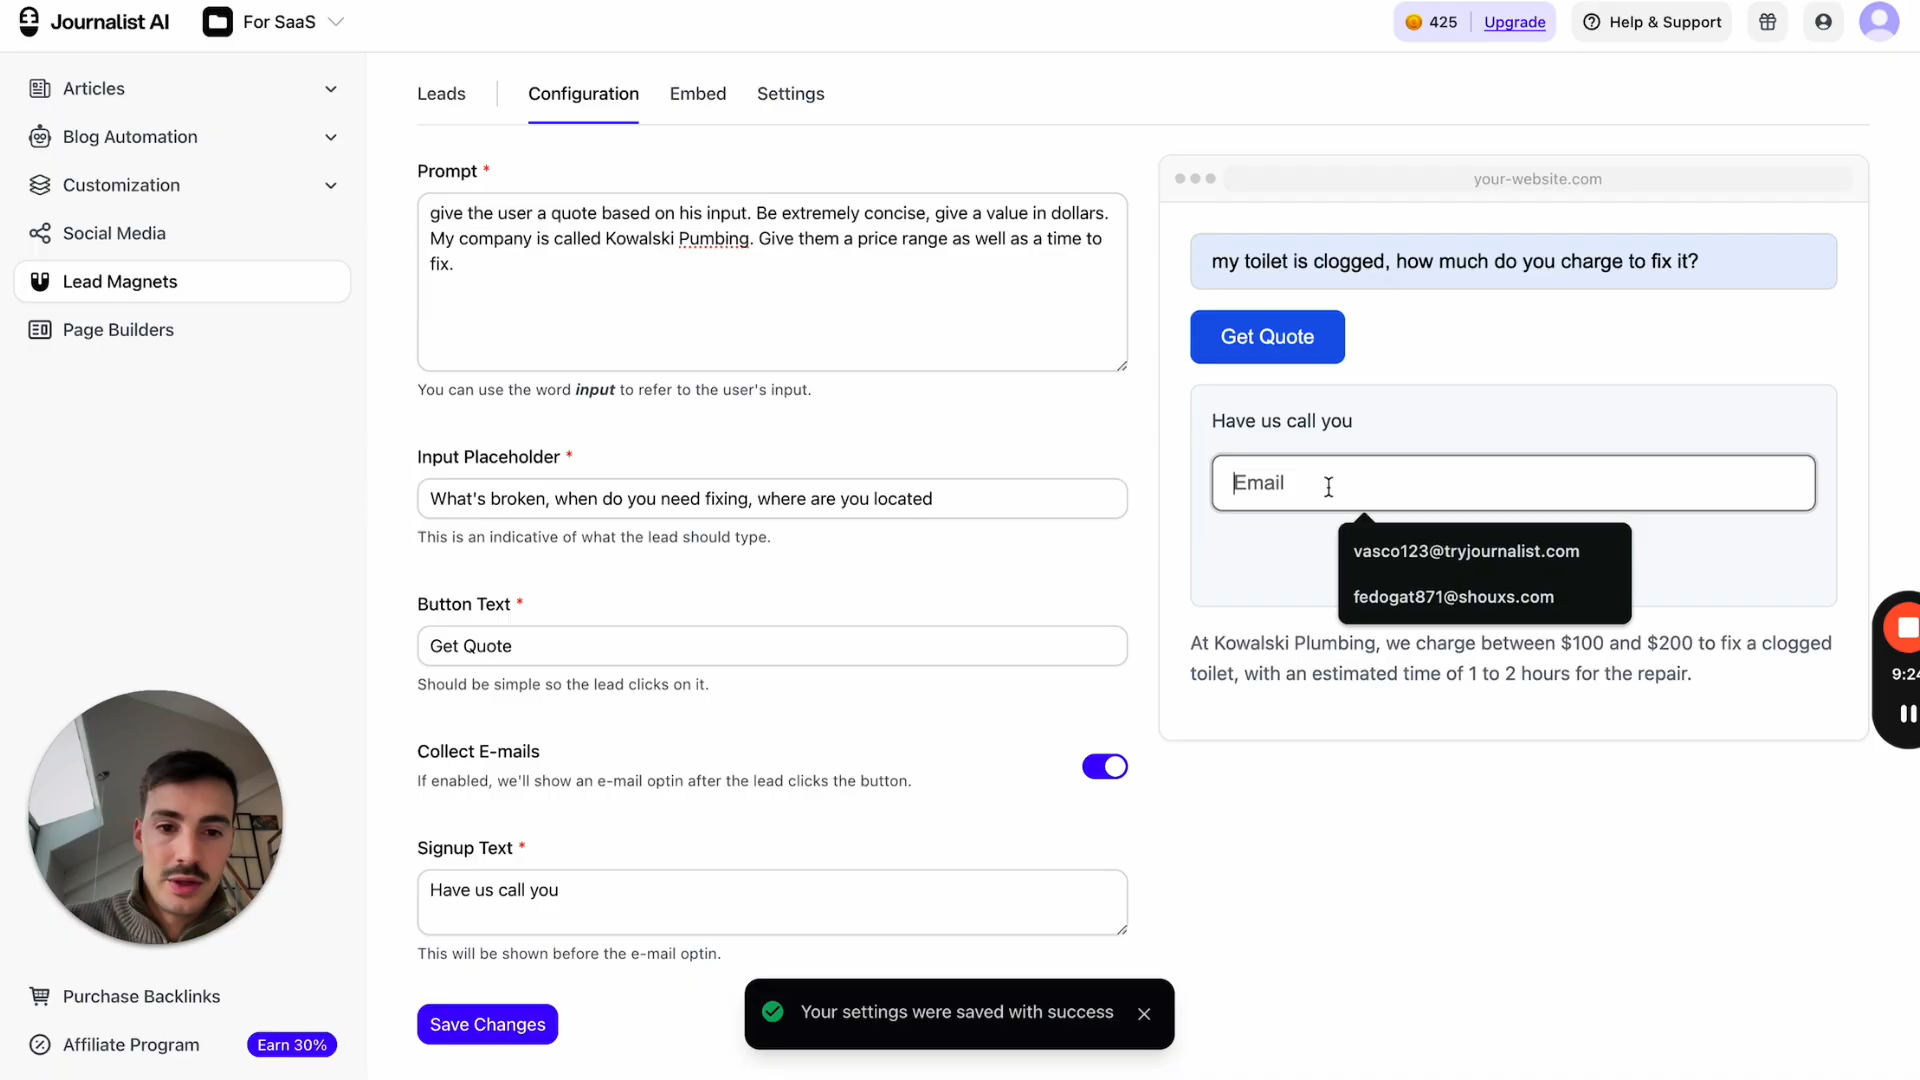 Journalist AI
For SaaS
425
Upgrade
Help & Support
Articles
Blog Automation
Customization
Social Media
Lead Magnets
Page Builders
Purchase Backlinks
Affiliate Program
Earn 30%
Leads
Configuration
Embed
Settings
Prompt *
give the user a quote based on his input. Be extremely concise, give a value in dollars.
My company is called Kowalski Pumbing. Give them a price range as well as a time to
fix.
You can use the word input to refer to the user's input.
Input Placeholder *
What's broken, when do you need fixing, where are you located
This is an indicative of what the lead should type.
Button Text *
Get Quote
Should be simple so the lead clicks on it.
Collect E-mails
If enabled, we'll show an e-mail optin after the lead clicks the button.
Signup Text *
Have us call you
This will be shown before the e-mail optin.
Save Changes
Your settings were saved with success
your-website.com
my toilet is clogged, how much do you charge to fix it?
Get Quote
Have us call you
Email
vasco123@tryjournalist.com
fedogat871@shouxs.com
At Kowalski Plumbing, we charge between $100 and $200 to fix a clogged
toilet, with an estimated time of 1 to 2 hours for the repair.
9:24